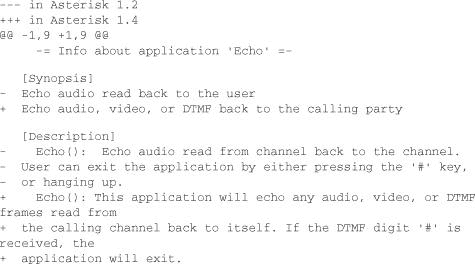 --- in Asterisk 1.2
+++ in Asterisk 1.4
@@ -1,9 +1,9 @@
-= Info about application 'Echo' =-
[Synopsis]
- Echo audio read back to the user
+ Echo audio, video, or DTMF back to the calling party
[Description]
- Echo(): Echo audio read from channel back to the channel.
- User can exit the application by either pressing the '#' key,
- or hanging up.
+ Echo(): This application will echo any audio, video, or DTMF
frames read from
+ the calling channel back to itself. If the DTMF digit '#' is
received, the
+ application will exit.